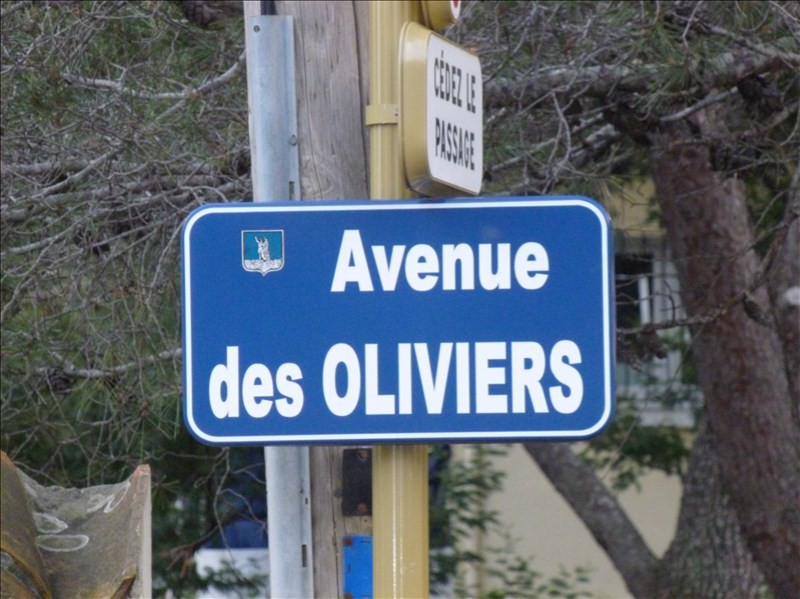 CÉDEZ LE
PASSAGE
Avenue
des OLIVIERS